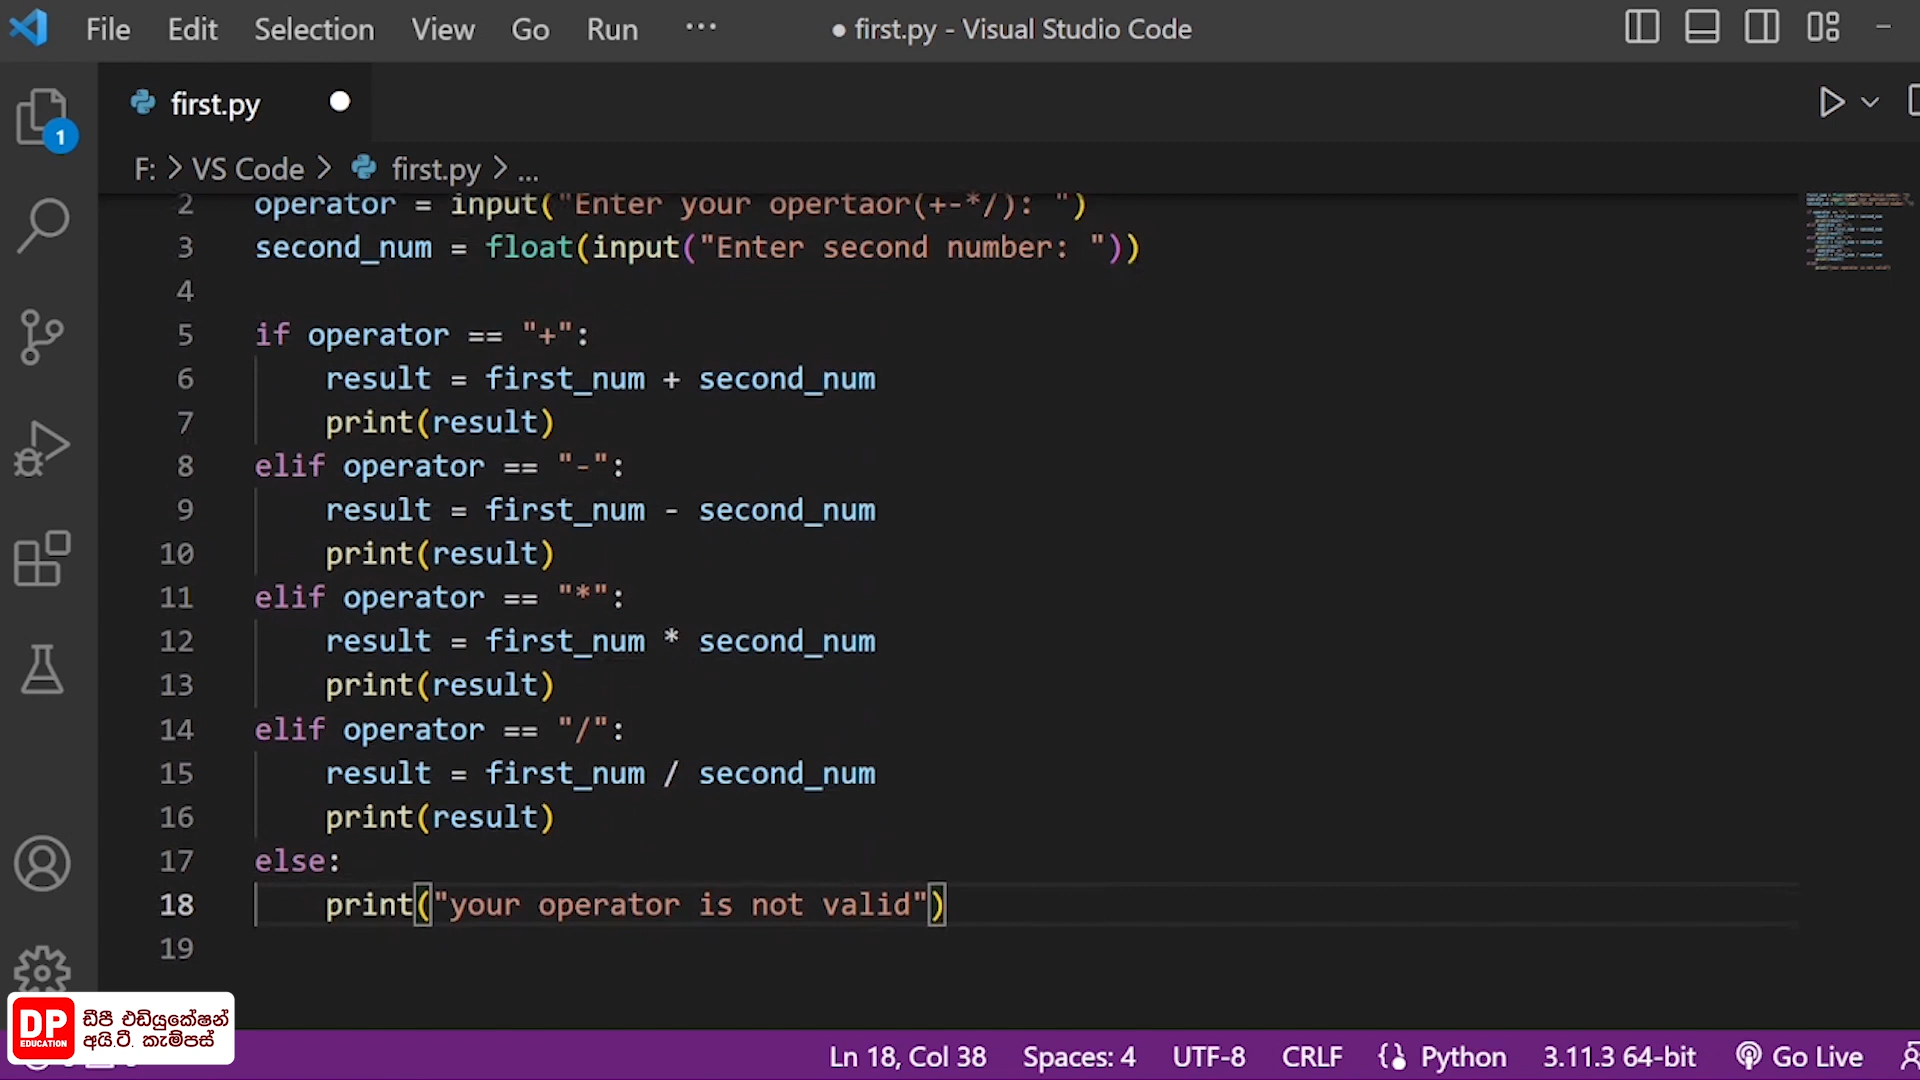 File Edit Selection View Go Run ··· ● first.py - Visual Studio Code
1
first.py
F: > VS Code > first.py > ...
2 operator = input("Enter your opertaor(+-*/): ")
3 second_num = float(input("Enter second number: "))
4
5 if operator == "+":
6     result = first_num + second_num
7     print(result)
8 elif operator == "-":
9     result = first_num - second_num
10     print(result)
11 elif operator == "*":
12     result = first_num * second_num
13     print(result)
14 elif operator == "/":
15     result = first_num / second_num
16     print(result)
17 else:
18     print("your operator is not valid")
19
DP EDUCATION
ඩීපී එඩියුකේෂන්
අයි.ටී. කැම්පස්
Ln 18, Col 38 Spaces: 4 UTF-8 CRLF Python 3.11.3 64-bit Go Live